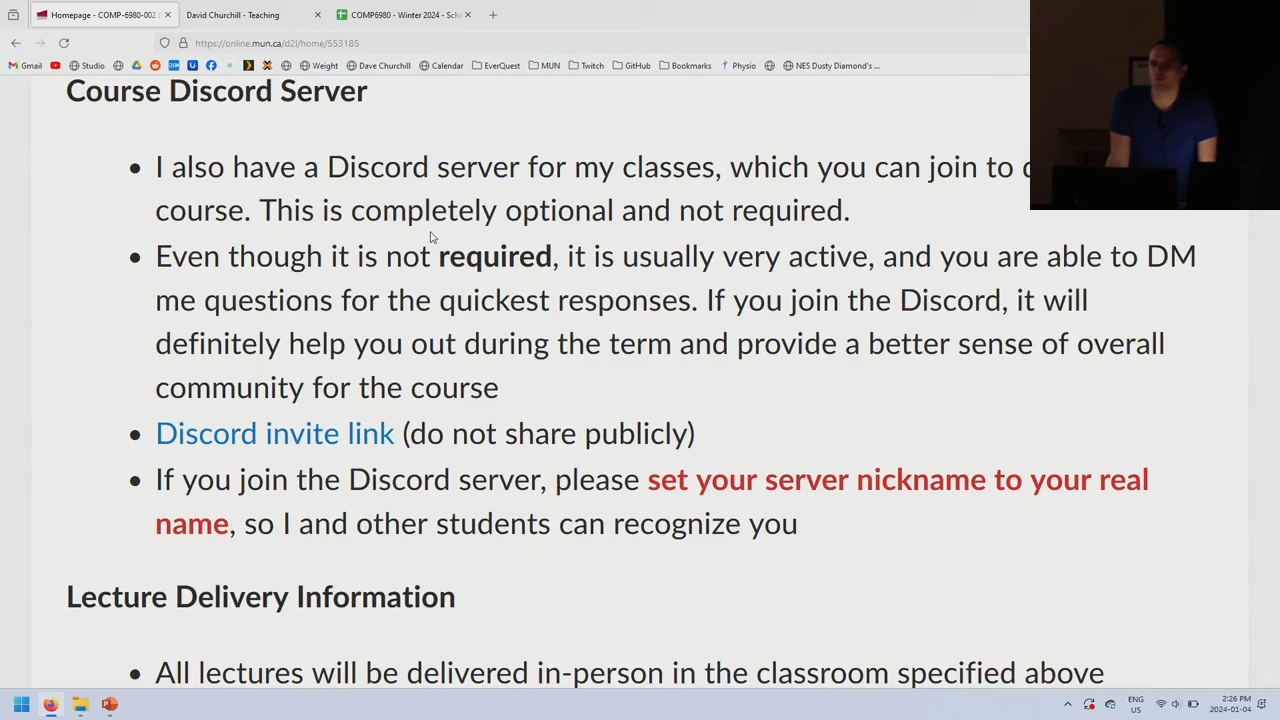 Homepage - COMP-6980-002 (
David Churchill - Teaching
COMP6980 - Winter 2024 - Sch
https://online.mun.ca/d2l/home/553185
Gmail
Studio
Weight
Dave Churchill
Calendar
EverQuest
MUN
Twitch
GitHub
Bookmarks
Physio
NES Dusty Diamond's...
Course Discord Server
• I also have a Discord server for my classes, which you can join to
course. This is completely optional and not required.
• Even though it is not required, it is usually very active, and you are able to DM
me questions for the quickest responses. If you join the Discord, it will
definitely help you out during the term and provide a better sense of overall
community for the course
• Discord invite link (do not share publicly)
• If you join the Discord server, please set your server nickname to your real
name, so I and other students can recognize you
Lecture Delivery Information
• All lectures will be delivered in-person in the classroom specified above
ENG
US
2:26 PM
2024-01-04